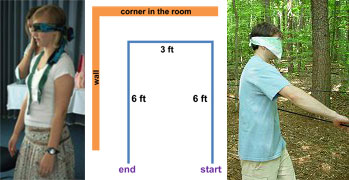 corner in the room
3 ft
wall
6 ft
6 ft
end
start